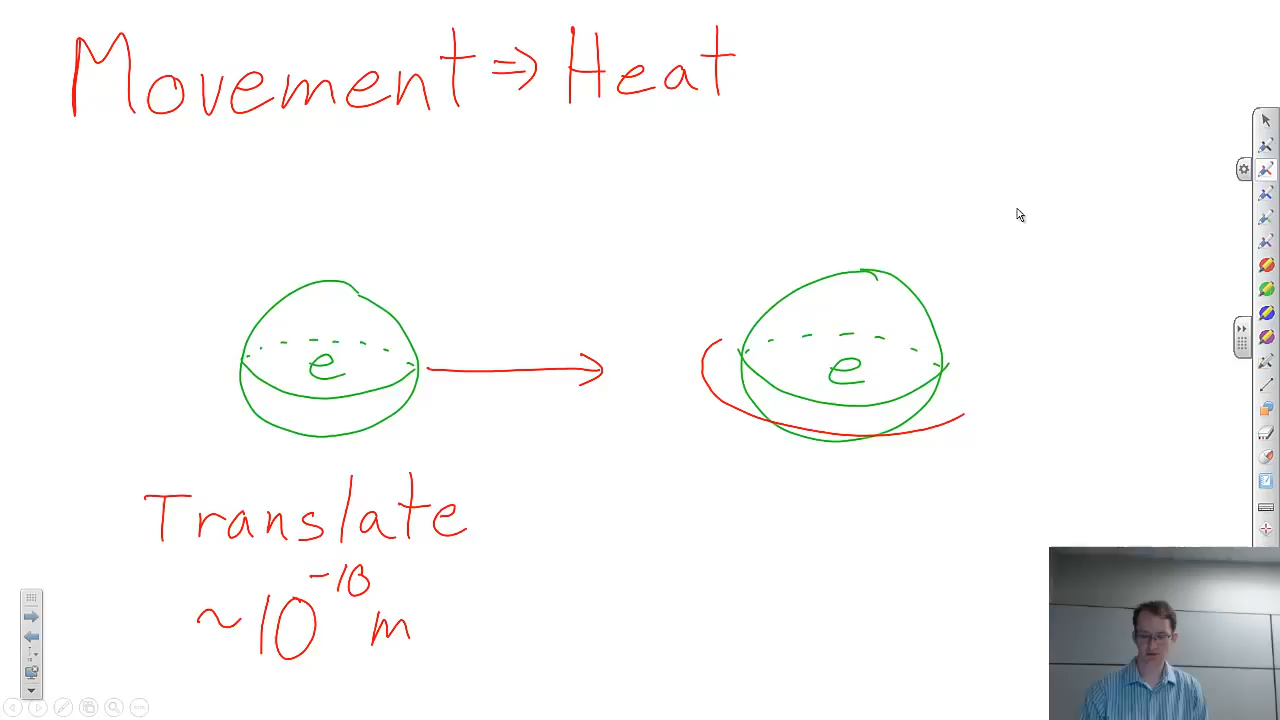 Movement ⇒ Heat
e
e
Translate
~10⁻¹⁰ m